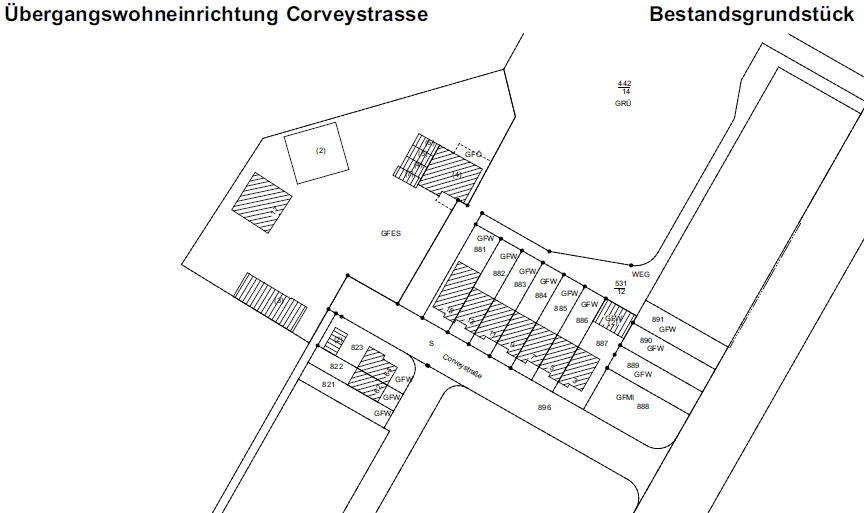 Übergangswohneinrichtung Corveystrasse
Bestandsgrundstück
442
14
GRÜ
(2)
(4)
GFES
(3)
GFW
881
GFW
882
GFW
883
GFW
884
GFW
885
GFW
886
GFW
887
WEG
531
12
891
GFW
890
GFW
889
GFW
GFMI
888
S
Corveystraße
896
823
822
821
GFW
GFW
GFW